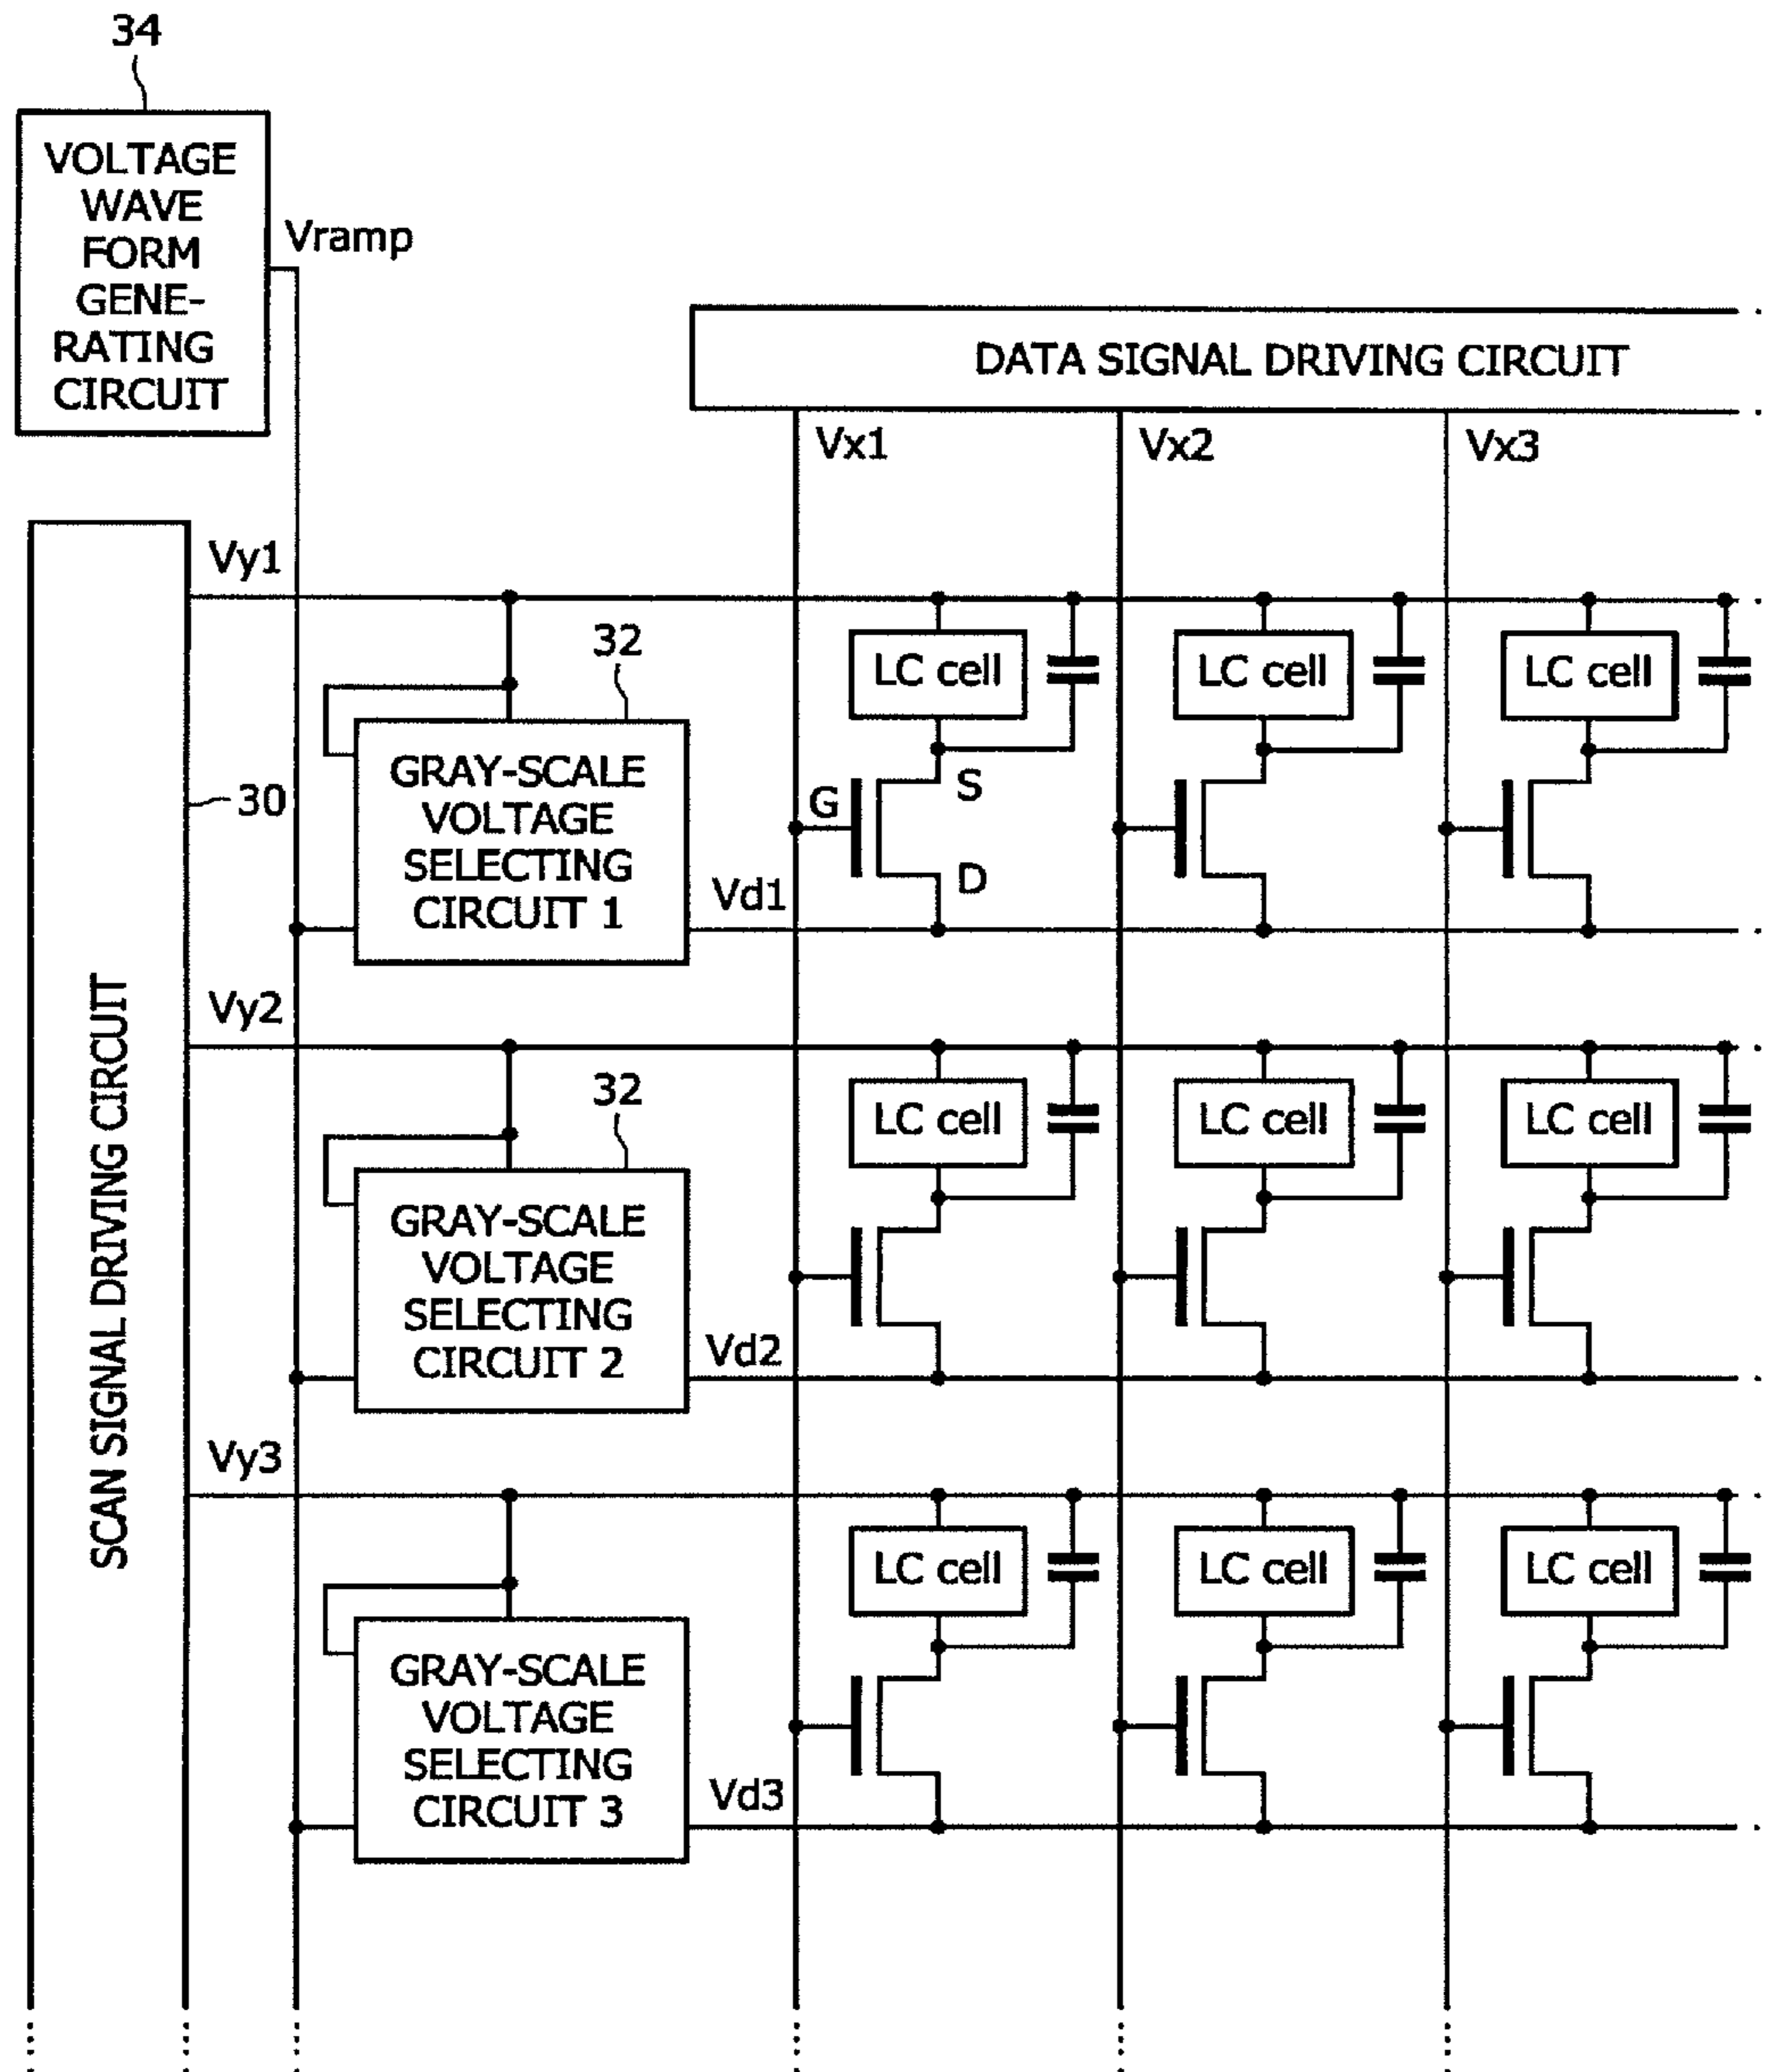 34
VOLTAGE
WAVE
FORM
GENE-
RATING
CIRCUIT
Vramp
DATA SIGNAL DRIVING CIRCUIT
Vx1
Vx2
Vx3
SCAN SIGNAL DRIVING CIRCUIT
30
Vy1
32
GRAY-SCALE
VOLTAGE
SELECTING
CIRCUIT 1
Vd1
LC cell
LC cell
LC cell
G
S
D
Vy2
32
GRAY-SCALE
VOLTAGE
SELECTING
CIRCUIT 2
Vd2
LC cell
LC cell
LC cell
Vy3
GRAY-SCALE
VOLTAGE
SELECTING
CIRCUIT 3
Vd3
LC cell
LC cell
LC cell